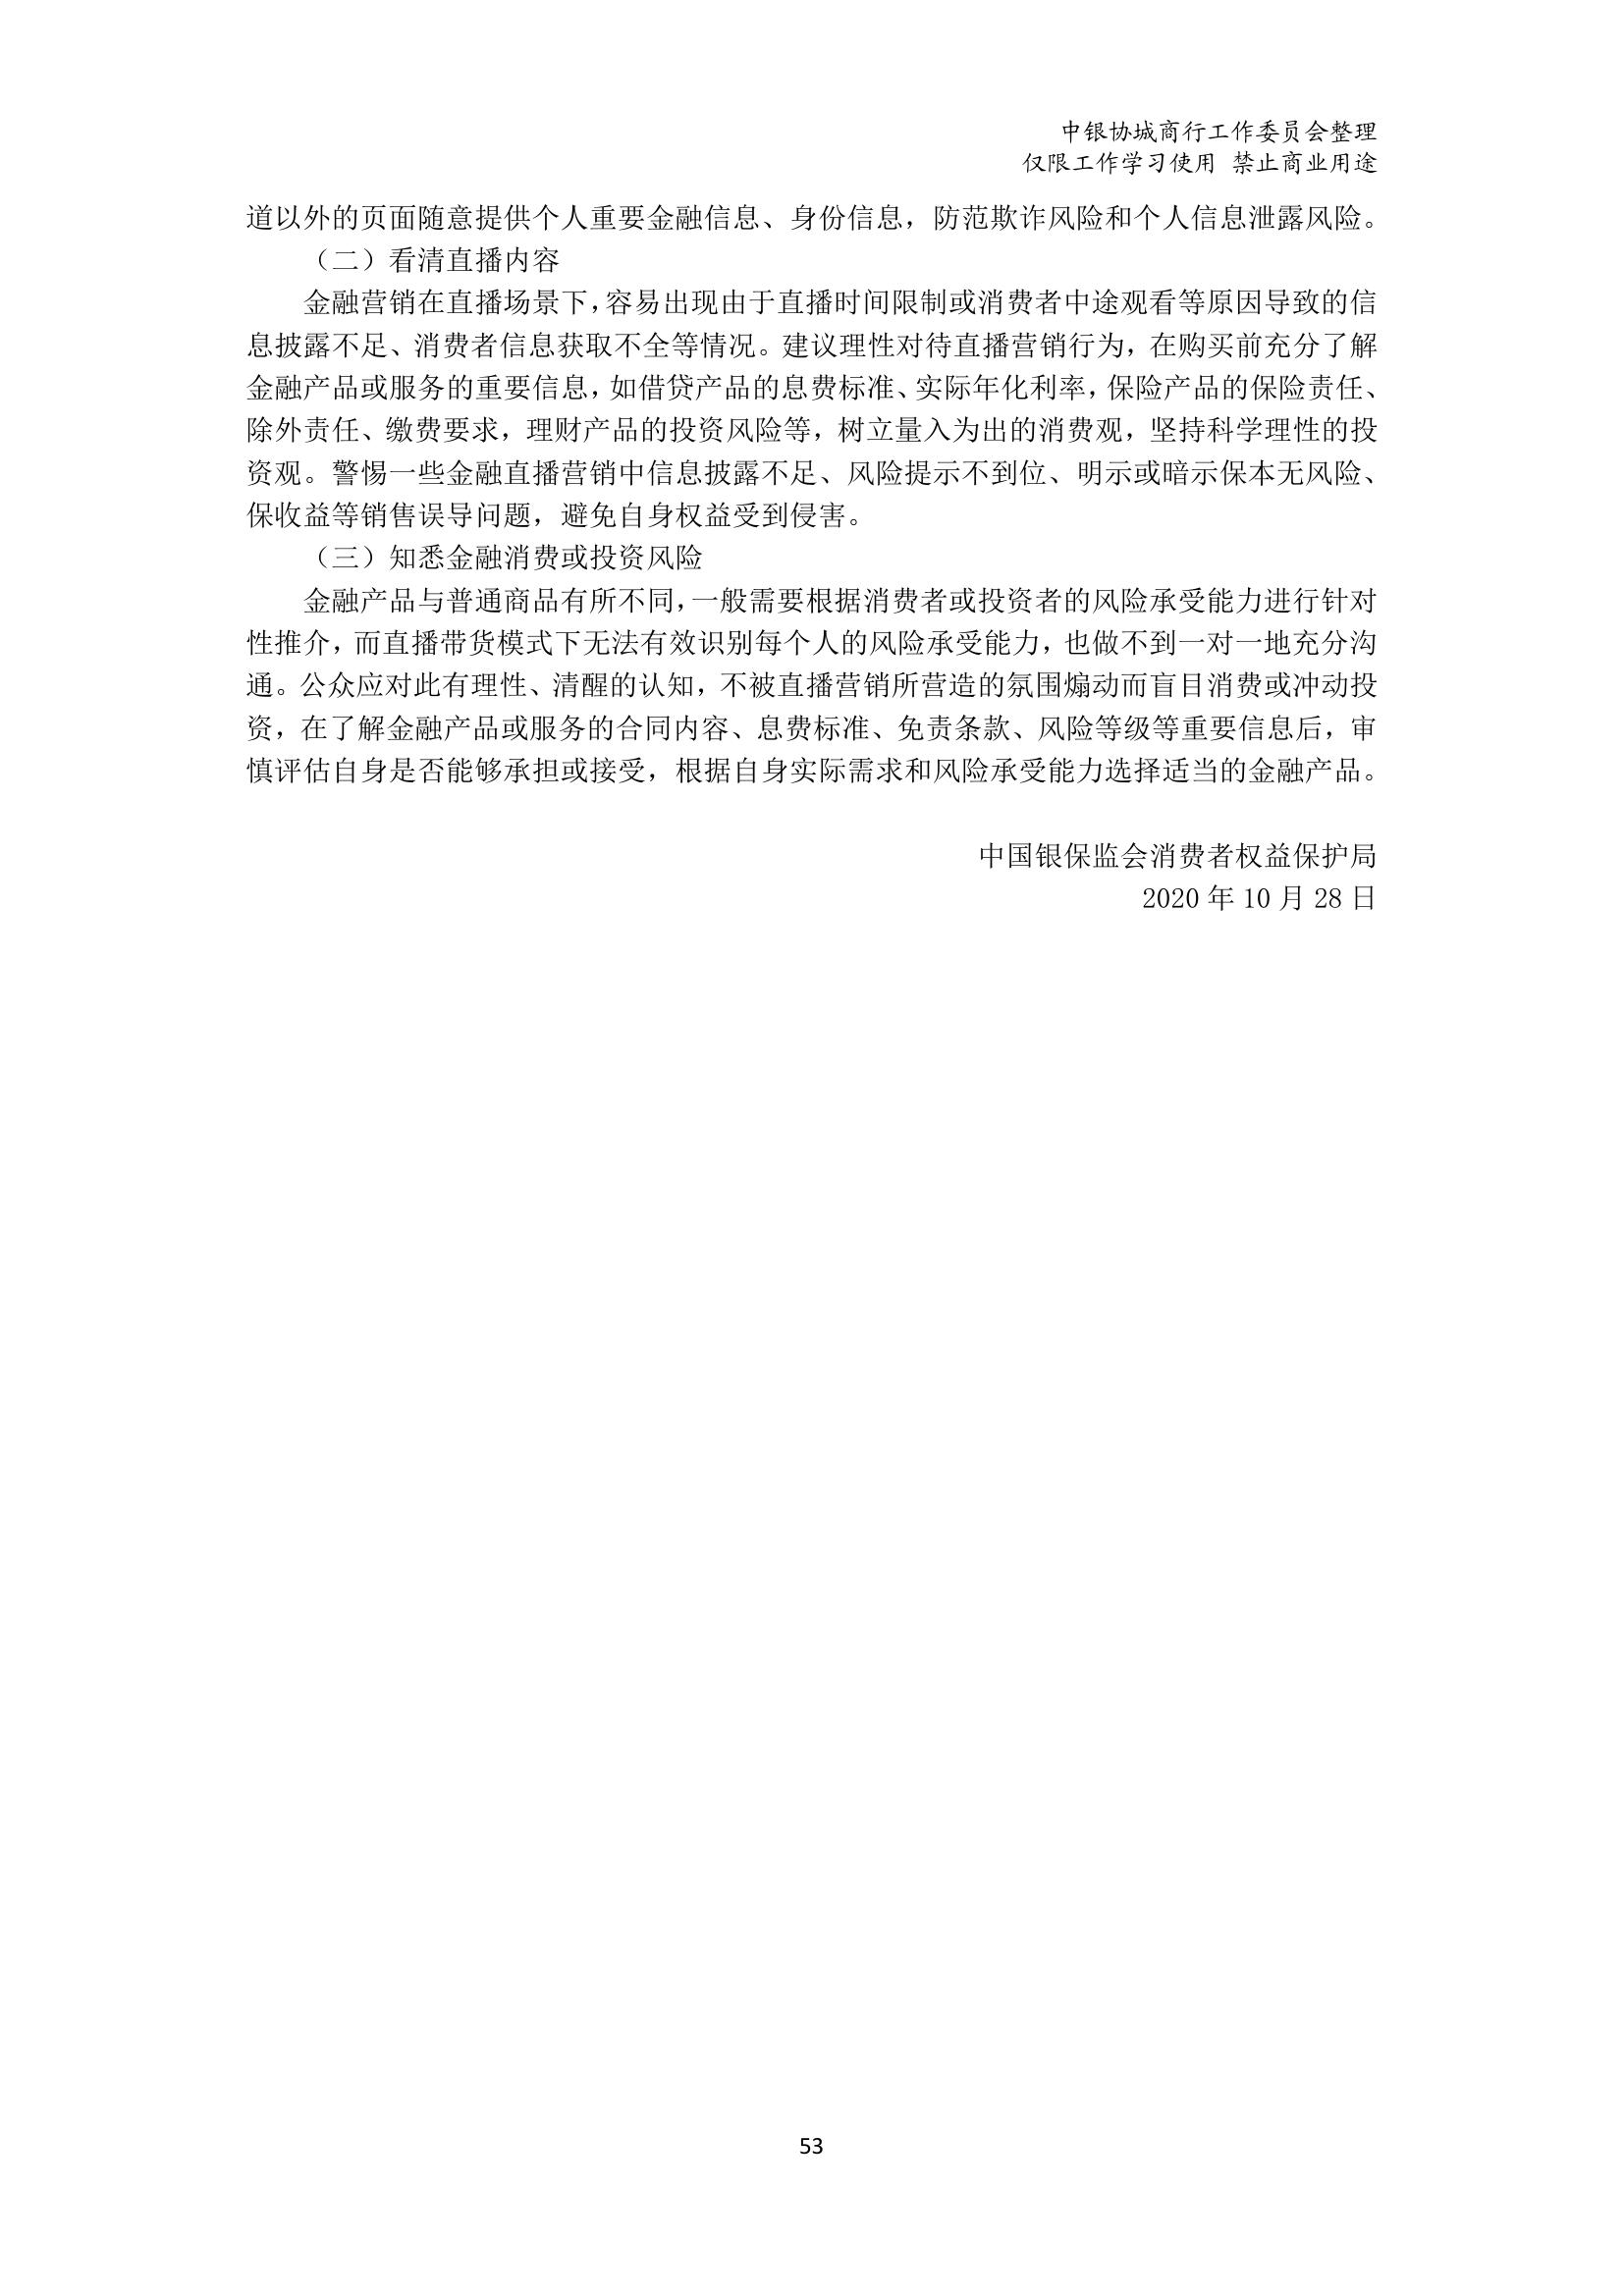 中银协城商行工作委员会整理
仅限工作学习使用 禁止商业用途
道以外的页面随意提供个人重要金融信息、身份信息，防范欺诈风险和个人信息泄露风险。
（二）看清直播内容
金融营销在直播场景下，容易出现由于直播时间限制或消费者中途观看等原因导致的信
息披露不足、消费者信息获取不全等情况。建议理性对待直播营销行为，在购买前充分了解
金融产品或服务的重要信息，如借贷产品的息费标准、实际年化利率，保险产品的保险责任、
除外责任、缴费要求，理财产品的投资风险等，树立量入为出的消费观，坚持科学理性的投
资观。警惕一些金融直播营销中信息披露不足、风险提示不到位、明示或暗示保本无风险、
保收益等销售误导问题，避免自身权益受到侵害。
（三）知悉金融消费或投资风险
金融产品与普通商品有所不同，一般需要根据消费者或投资者的风险承受能力进行针对
性推介，而直播带货模式下无法有效识别每个人的风险承受能力，也做不到一对一地充分沟
通。公众应对此有理性、清醒的认知，不被直播营销所营造的氛围煽动而盲目消费或冲动投
资，在了解金融产品或服务的合同内容、息费标准、免责条款、风险等级等重要信息后，审
慎评估自身是否能够承担或接受，根据自身实际需求和风险承受能力选择适当的金融产品。
中国银保监会消费者权益保护局
2020 年 10 月 28 日
53